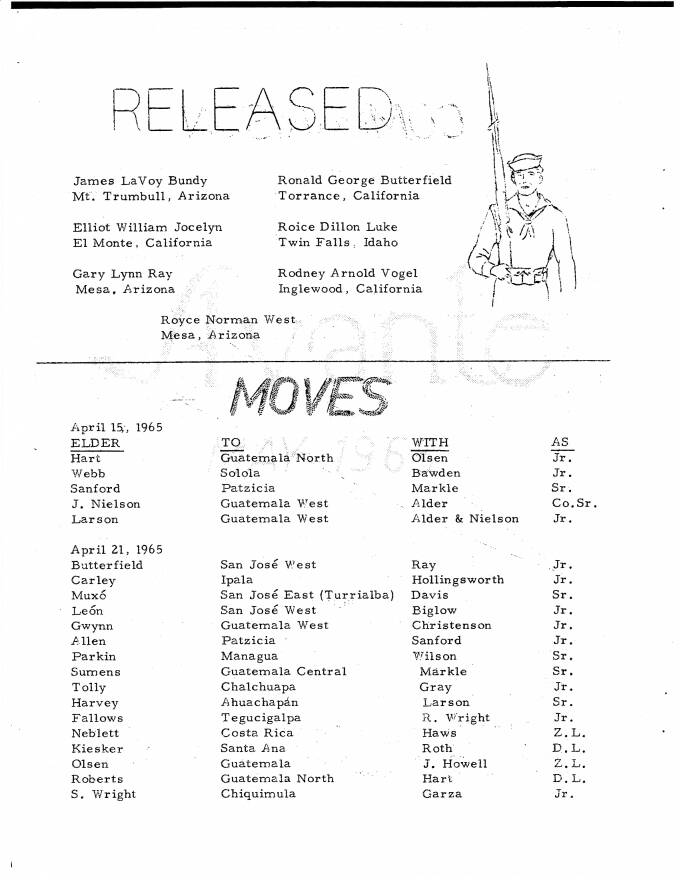 RELEASED
James LaVoy Bundy Ronald George Butterfield
Mt. Trumbull, Arizona Torrance, California
Elliot William Jocelyn Roice Dillon Luke
El Monte, California Twin Falls, Idaho
Gary Lynn Ray Rodney Arnold Vogel
Mesa, Arizona Inglewood, California
Royce Norman West
Mesa, Arizona
Avante
MOVES
MAY, 196
April 15, 1965
ELDER TO WITH AS
Hart Guatemala North Olsen Jr.
Webb Solola Bawden Jr.
Sanford Patzicia Markle Sr.
J. Nielson Guatemala West Alder Co.Sr.
Larson Guatemala West Alder & Nielson Jr.
April 21, 1965
Butterfield San José West Ray Jr.
Carley Ipala Hollingsworth Jr.
Muxó San José East (Turrialba) Davis Sr.
León San José West Biglow Jr.
Gwynn Guatemala West Christenson Jr.
Allen Patzicia Sanford Jr.
Parkin Managua Wilson Sr.
Sumens Guatemala Central Markle Sr.
Tolly Chalchuapa Gray Jr.
Harvey Ahuachapán Larson Sr.
Fallows Tegucigalpa R. Wright Jr.
Neblett Costa Rica Haws Z.L.
Kiesker Santa Ana Roth D.L.
Olsen Guatemala J. Howell Z.L.
Roberts Guatemala North Hart D.L.
S. Wright Chiquimula Garza Jr.